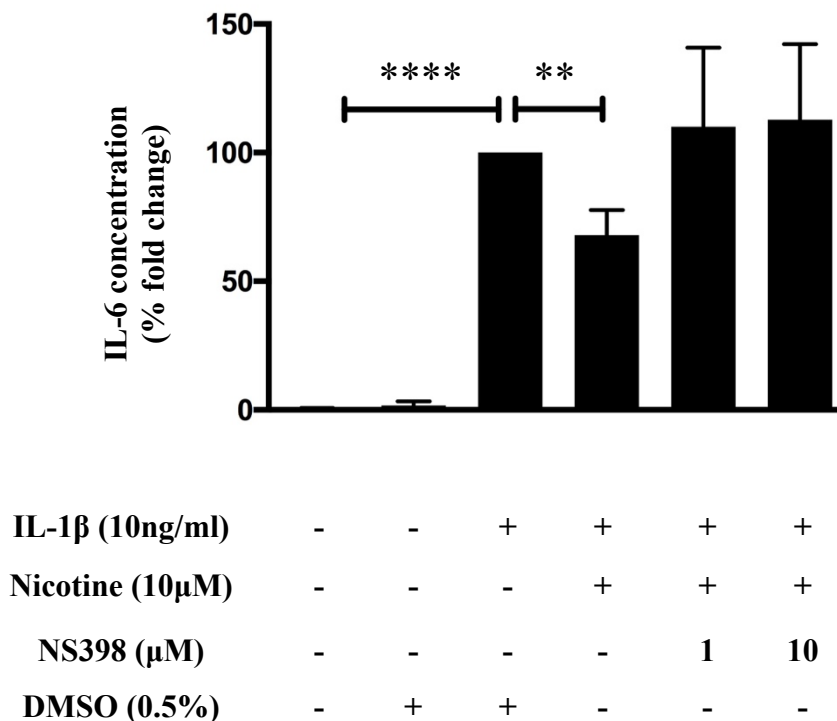 150
**** **
100
IL-6 concentration
(% fold change)
50
0
IL-1β (10ng/ml) - - + + + +
Nicotine (10μM) - - - + + +
NS398 (μM) - - - - 1 10
DMSO (0.5%) - + + - - -